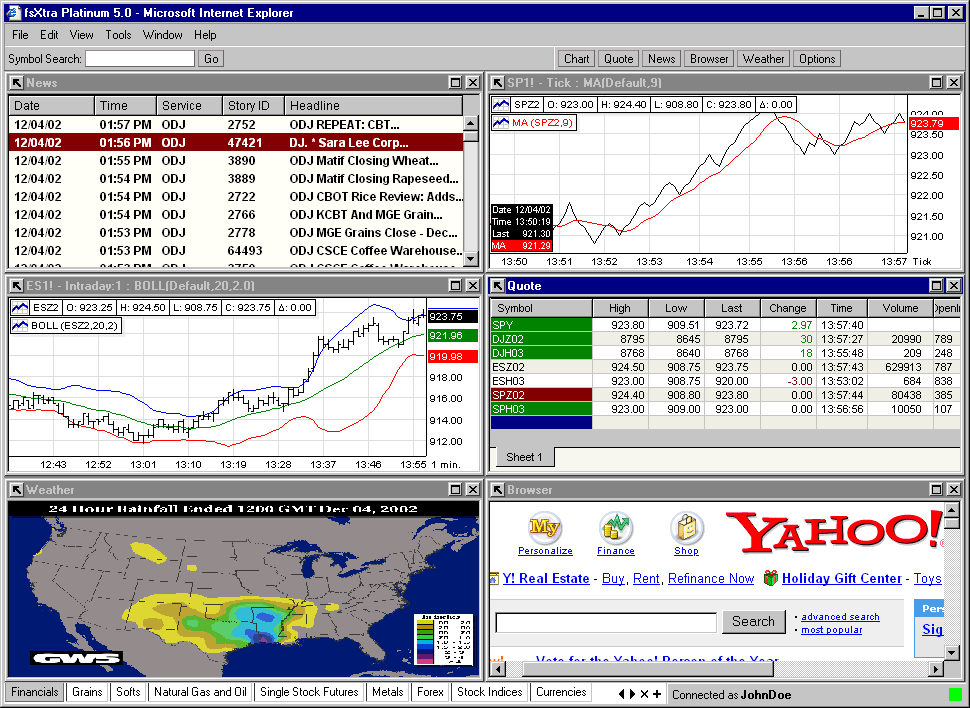 fsXtra Platinum 5.0 - Microsoft Internet Explorer
File Edit View Tools Window Help
Symbol Search: Go Chart Quote News Browser Weather Options
News
Date Time Service Story ID Headline
12/04/02 01:57 PM ODJ 2752 ODJ REPEAT: CBT...
12/04/02 01:56 PM ODJ 47421 DJ. * Sara Lee Corp...
12/04/02 01:55 PM ODJ 3890 ODJ Matif Closing Wheat...
12/04/02 01:54 PM ODJ 3889 ODJ Matif Closing Rapeseed...
12/04/02 01:54 PM ODJ 2722 ODJ CBOT Rice Review: Adds...
12/04/02 01:54 PM ODJ 2766 ODJ KCBT And MGE Grain...
12/04/02 01:53 PM ODJ 2778 ODJ MGE Grains Close - Dec...
12/04/02 01:53 PM ODJ 64493 ODJ CSCE Coffee Warehouse...
SP1! - Tick : MA(Default,9)
SPZ2 O: 923.00 H: 924.40 L: 908.80 C: 923.80 Δ: 0.00
MA (SPZ2,9)
924.00
923.79
923.50
923.00
922.50
922.00
921.50
921.00
Date 12/04/02
Time 13:50:19
Last 921.30
MA 921.29
13:50 13:51 13:52 13:53 13:54 13:55 13:56 13:56 13:57 Tick
ES1! - Intraday:1 : BOLL(Default,20,2.0)
ESZ2 O: 923.25 H: 924.50 L: 908.75 C: 923.75 Δ: 0.00
BOLL (ESZ2,20,2)
923.75
921.96
919.98
918.00
916.00
914.00
912.00
12:43 12:52 13:01 13:10 13:19 13:28 13:37 13:46 13:55 1 min.
Quote
Symbol High Low Last Change Time Volume
SPY 923.80 909.51 923.72 2.97 13:57:40
DJZ02 8795 8645 8795 30 13:57:27 20990 789
DJH03 8768 8640 8768 18 13:55:48 209 248
ESZ02 924.50 908.75 923.75 0.00 13:57:43 629913 787
ESH03 923.00 908.75 920.00 -3.00 13:53:02 684 838
SPZ02 924.40 908.80 923.80 0.00 13:57:44 80438 385
SPH03 923.00 909.00 923.00 0.00 13:56:56 10050 107
Sheet 1
Weather
24 Hour Rainfall Ended 1200 GMT Dec 04, 2002
GWS
Browser
My
Personalize Finance Shop
YAHOO!
Y! Real Estate - Buy, Rent, Refinance Now Holiday Gift Center - Toys
Search
• advanced search
• most popular
Vote for the Yahoo! Person of the Year
Financials Grains Softs Natural Gas and Oil Single Stock Futures Metals Forex Stock Indices Currencies Connected as JohnDoe